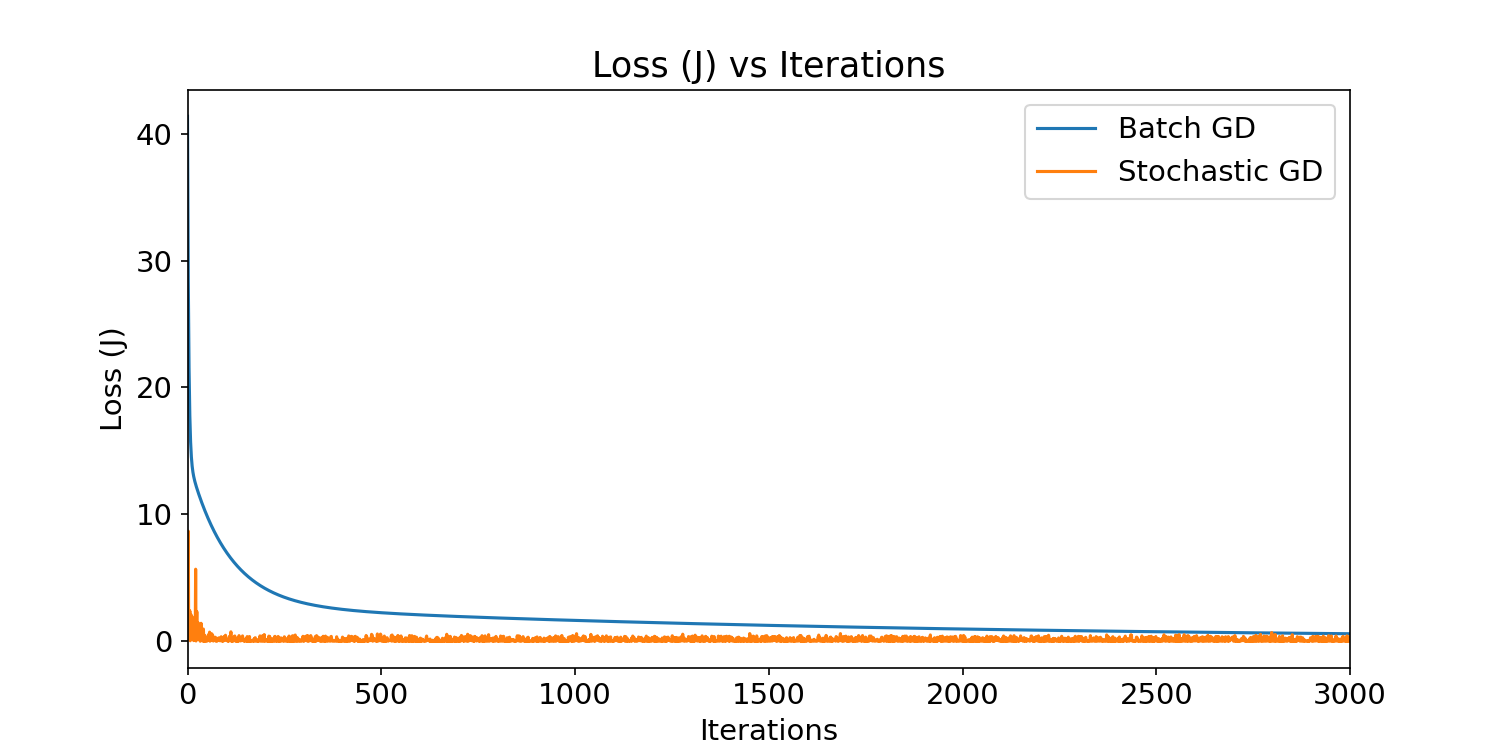 Loss (J) vs Iterations
Batch GD
Stochastic GD
Loss (J)
40
30
20
10
0
0 500 1000 1500 2000 2500 3000
Iterations